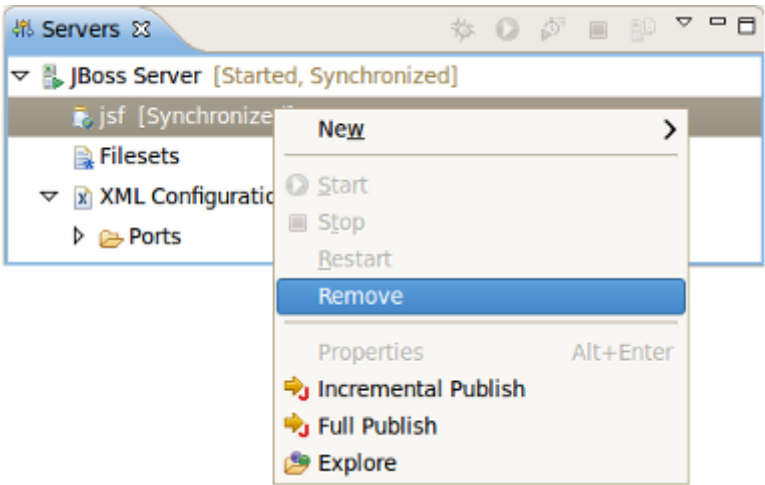 Servers
JBoss Server [Started, Synchronized]
jsf [Synchronize
New
Filesets
Start
XML Configuratio
Stop
Ports
Restart
Remove
Properties Alt+Enter
Incremental Publish
Full Publish
Explore